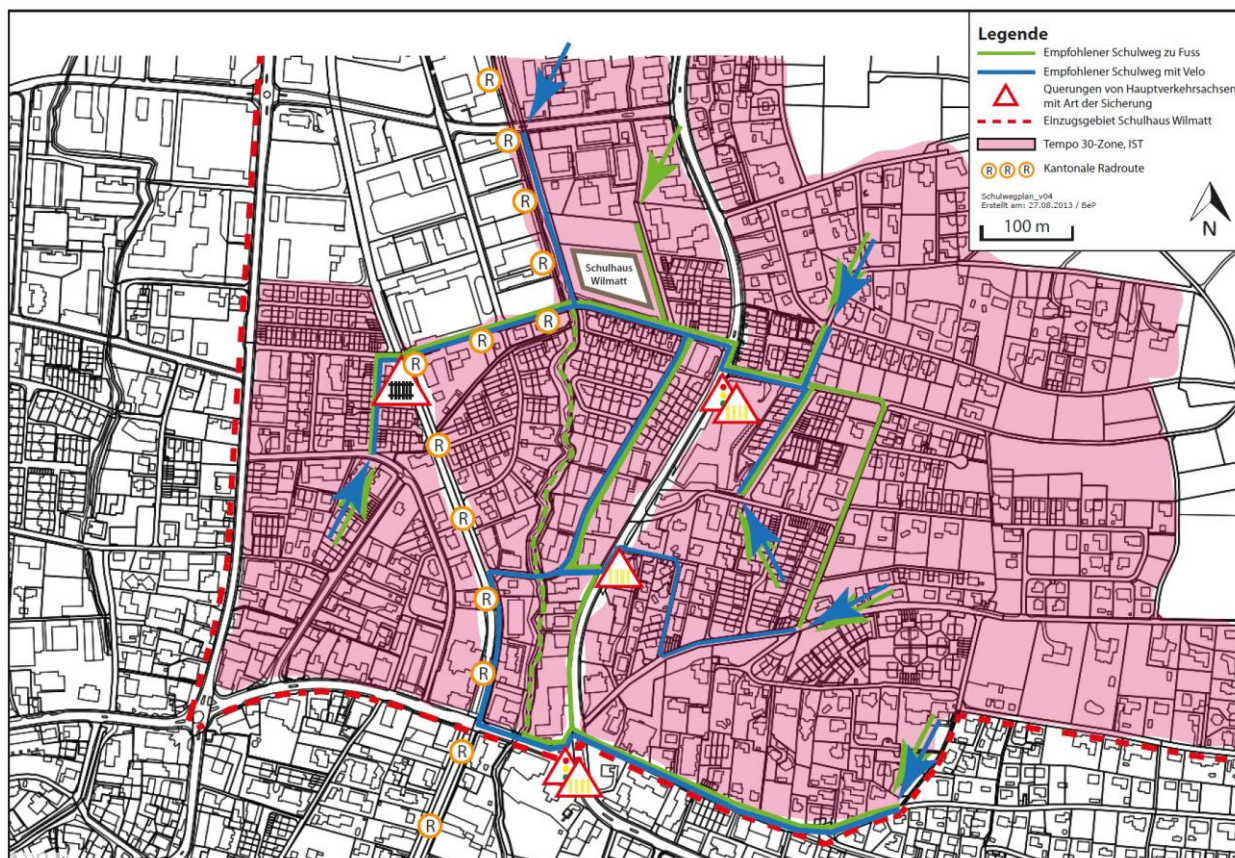 Legende
Empfohlener Schulweg zu Fuss
Empfohlener Schulweg mit Velo
Querungen von Hauptverkehrsachsen
mit Art der Sicherung
Einzugsgebiet Schulhaus Wilmatt
Tempo 30-Zone, IST
R R R Kantonale Radroute
Schulwegplan_v04
Erstellt am: 27.08.2013 / BeP
100 m
N
R
R
R
R
Schulhaus
Wilmatt
R
R
R
R
R
R
R
R
R